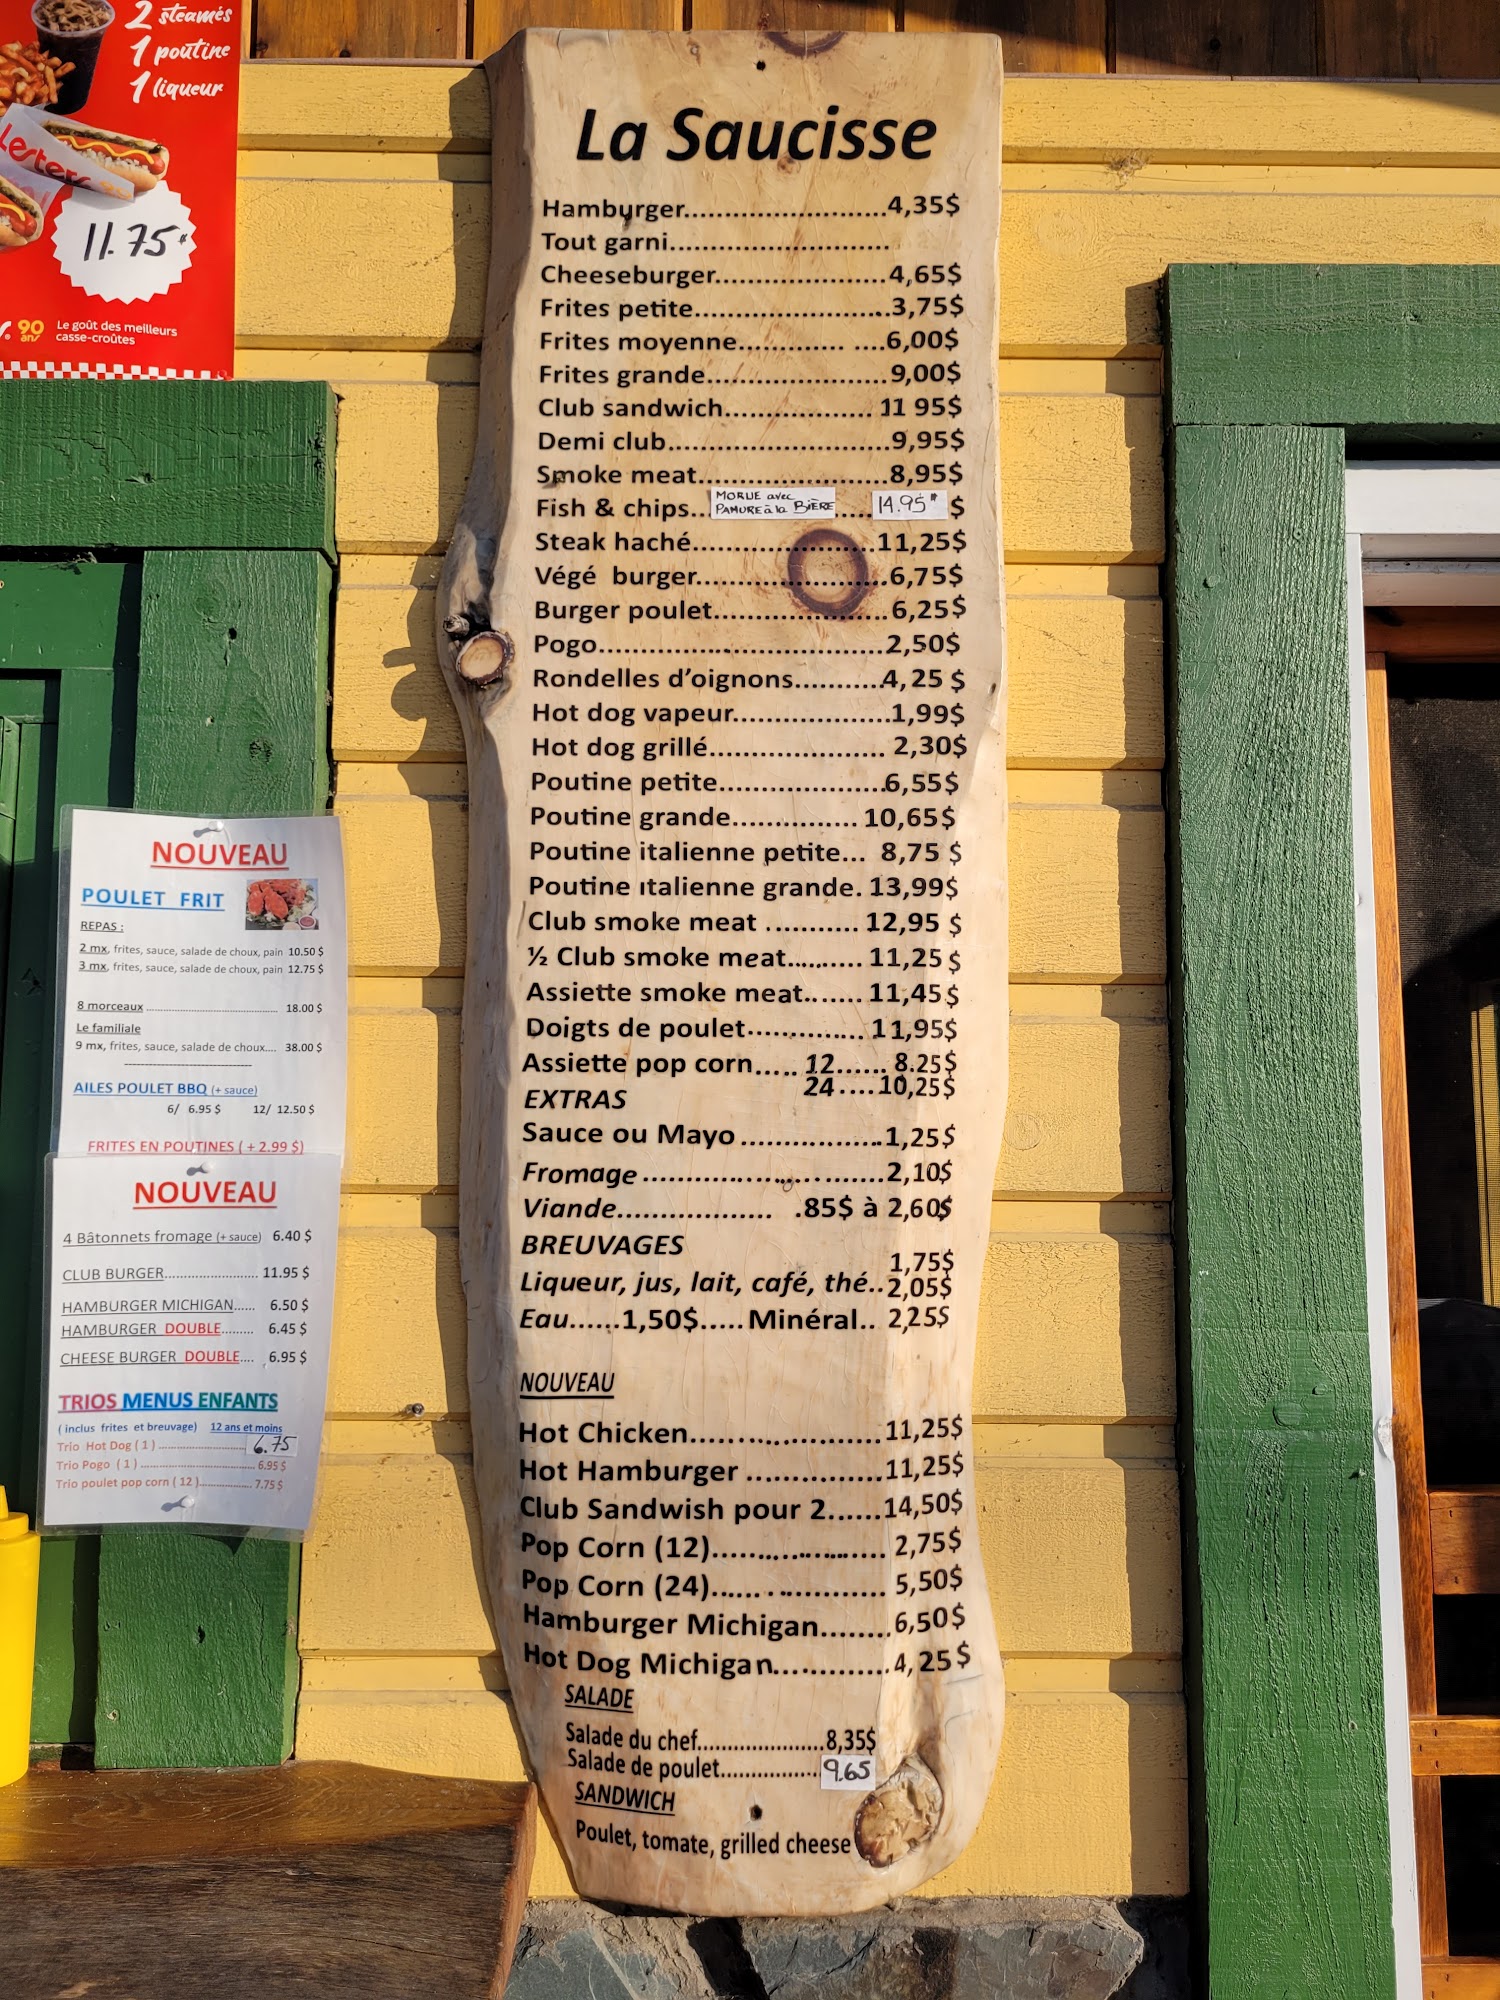 2 steamés
1 poutine
1 liqueur
Lesters
11.75
90
ans
Le goût des meilleurs
casse-croûtes
La Saucisse
Hamburger........................4,35$
Tout garni..........................
Cheeseburger....................4,65$
Frites petite.......................3,75$
Frites moyenne............. ....6,00$
Frites grande.....................9,00$
Club sandwich................. 11 95$
Demi club..........................9,95$
Smoke meat......................8,95$
Fish & chips.. MORUE avec PANURE à la BIÈRE ..... 14.95* $
Steak haché.....................11,25$
Végé  burger.....................6,75$
Burger poulet....................6,25$
Pogo.................................2,50$
Rondelles d'oignons..........4,25 $
Hot dog vapeur..................1,99$
Hot dog grillé.................... 2,30$
Poutine petite...................6,55$
Poutine grande............... 10,65$
Poutine italienne petite... 8,75 $
Poutine italienne grande. 13,99$
Club smoke meat ........... 12,95 $
½ Club smoke meat......... 11,25 $
Assiette smoke meat.......11,45 $
Doigts de poulet..............11,95$
Assiette pop corn..... 12...... 8.25$
24....10,25$
EXTRAS
Sauce ou Mayo................1,25$
Fromage ............................2,10$
Viande.................. .85$ à 2,60$
BREUVAGES
1,75$
Liqueur, jus, lait, café, thé..2,05$
Eau......1,50$.....Minéral.. 2,25$
NOUVEAU
Hot Chicken......................11,25$
Hot Hamburger ...............11,25$
Club Sandwish pour 2......14,50$
Pop Corn (12).................... 2,75$
Pop Corn (24).................... 5,50$
Hamburger Michigan........6,50$
Hot Dog Michigan.............4,25 $
SALADE
Salade du chef......................8,35$
Salade de poulet.................9.65
SANDWICH
Poulet, tomate, grilled cheese
NOUVEAU
POULET  FRIT
REPAS :
2 mx, frites, sauce, salade de choux, pain 10.50 $
3 mx, frites, sauce, salade de choux, pain 12.75 $
8 morceaux ............................................ 18.00 $
Le familiale
9 mx, frites, sauce, salade de choux.... 38.00 $
--------------------------------
AILES POULET BBQ (+ sauce)
6/ 6.95 $ 12/ 12.50 $
FRITES EN POUTINES ( + 2.99 $)
NOUVEAU
4 Bâtonnets fromage (+ sauce) 6.40 $
CLUB BURGER......................... 11.95 $
HAMBURGER MICHIGAN...... 6.50 $
HAMBURGER DOUBLE......... 6.45 $
CHEESE BURGER DOUBLE.... 6.95 $
TRIOS MENUS ENFANTS
( inclus frites et breuvage) 12 ans et moins
Trio Hot Dog ( 1 ) ........................ 6.75
Trio Pogo ( 1 ) ................................ 6.95 $
Trio poulet pop corn ( 12 ).................. 7.75 $